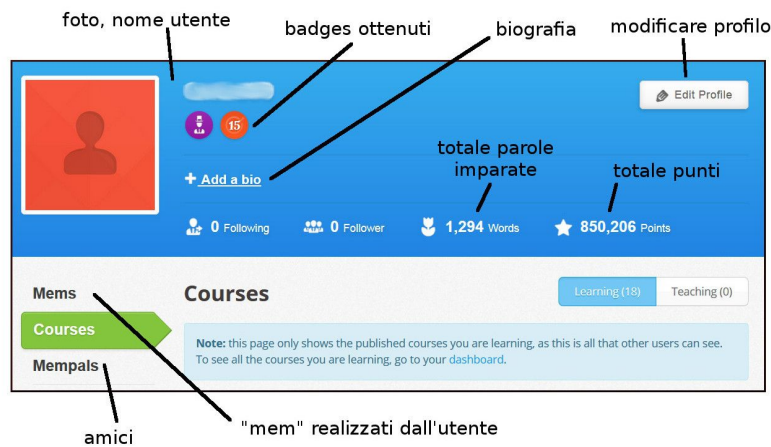 foto, nome utente
badges ottenuti
biografia
modificare profilo
Edit Profile
15
totale parole
imparate
totale punti
+ Add a bio
0 Following
0 Follower
1,294 Words
850,206 Points
Mems
Courses
Learning (18)
Teaching (0)
Courses
Note: this page only shows the published courses you are learning, as this is all that other users can see.
To see all the courses you are learning, go to your dashboard.
Mempals
"mem" realizzati dall'utente
amici